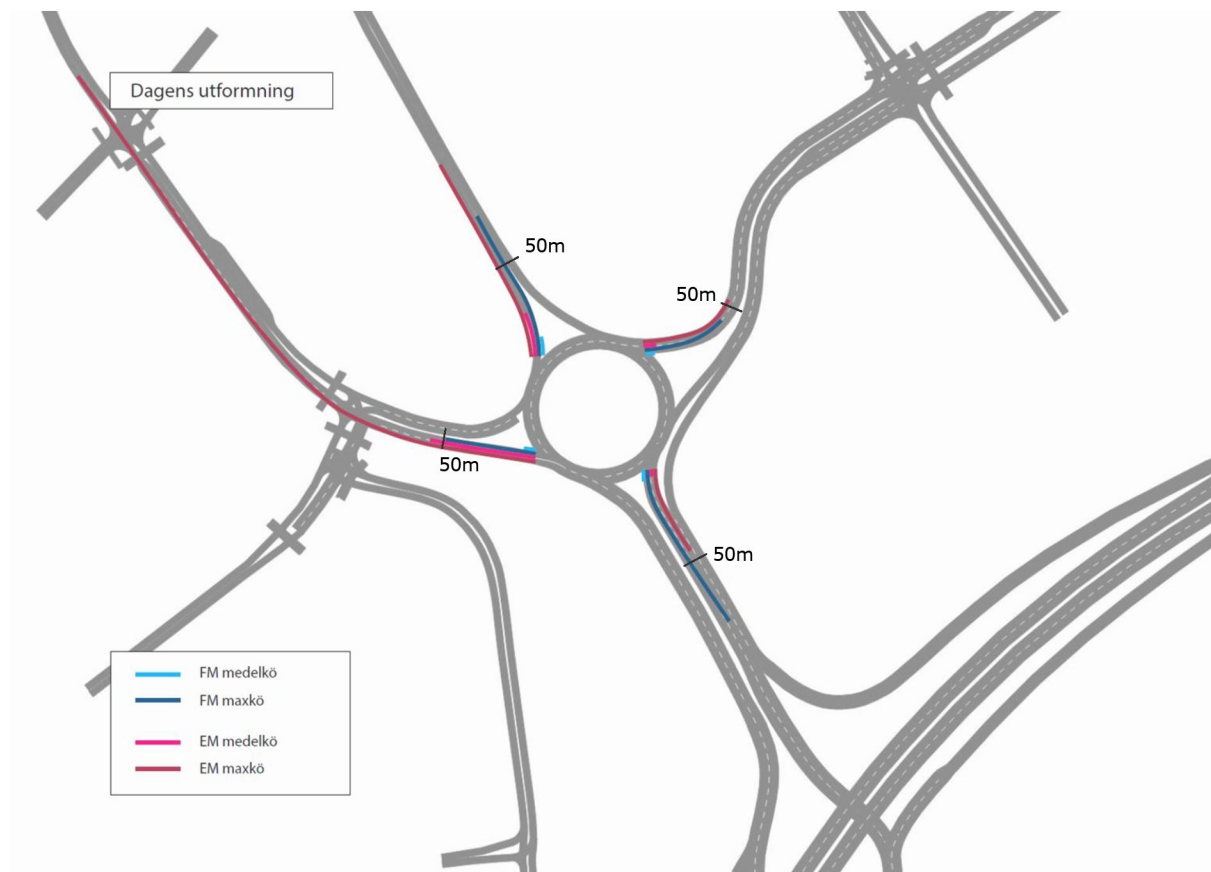 Dagens utformning
50m
50m
50m
50m
FM medelkö
FM maxkö
EM medelkö
EM maxkö